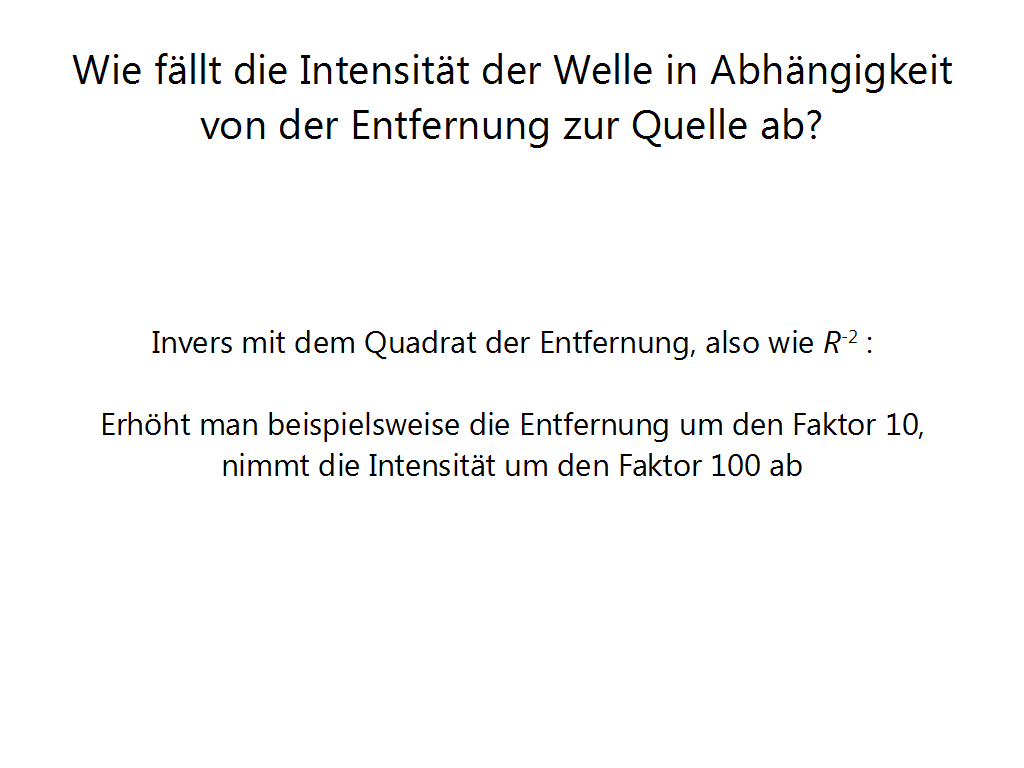 Wie fällt die Intensität der Welle in Abhängigkeit
von der Entfernung zur Quelle ab?
Invers mit dem Quadrat der Entfernung, also wie R⁻² :
Erhöht man beispielsweise die Entfernung um den Faktor 10,
nimmt die Intensität um den Faktor 100 ab